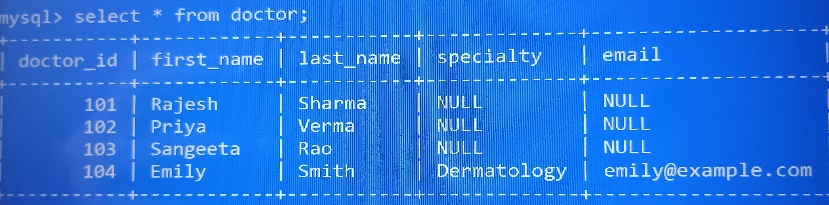 mysql> select * from doctor;
+-----------+------------+-----------+-------------+-------------------+
| doctor_id | first_name | last_name | specialty | email
+-----------+------------+-----------+-------------+-------------------+
| 101 | Rajesh | Sharma | NULL | NULL
| 102 | Priya | Verma | NULL | NULL
| 103 | Sangeeta | Rao | NULL | NULL
| 104 | Emily | Smith | Dermatology | emily@example.com
+-----------+------------+-----------+-------------+-------------------+